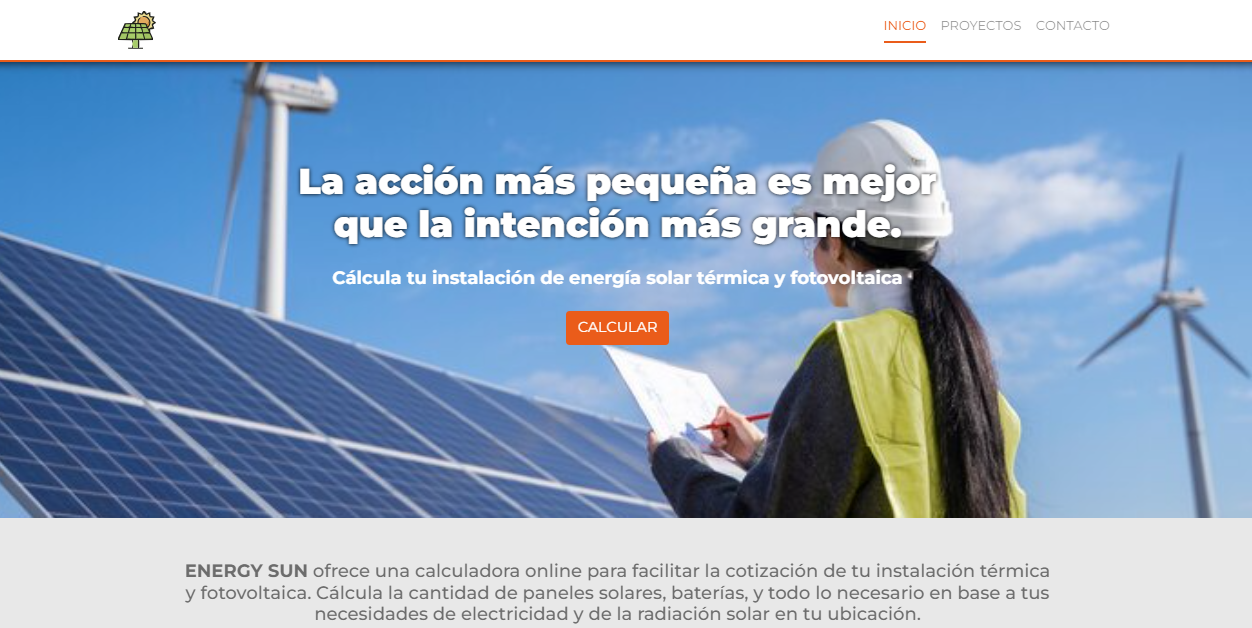 INICIO PROYECTOS CONTACTO
La acción más pequeña es mejor
que la intención más grande.
Cálcula tu instalación de energía solar térmica y fotovoltaica
CALCULAR
ENERGY SUN ofrece una calculadora online para facilitar la cotización de tu instalación térmica
y fotovoltaica. Cálcula la cantidad de paneles solares, baterías, y todo lo necesario en base a tus
necesidades de electricidad y de la radiación solar en tu ubicación.